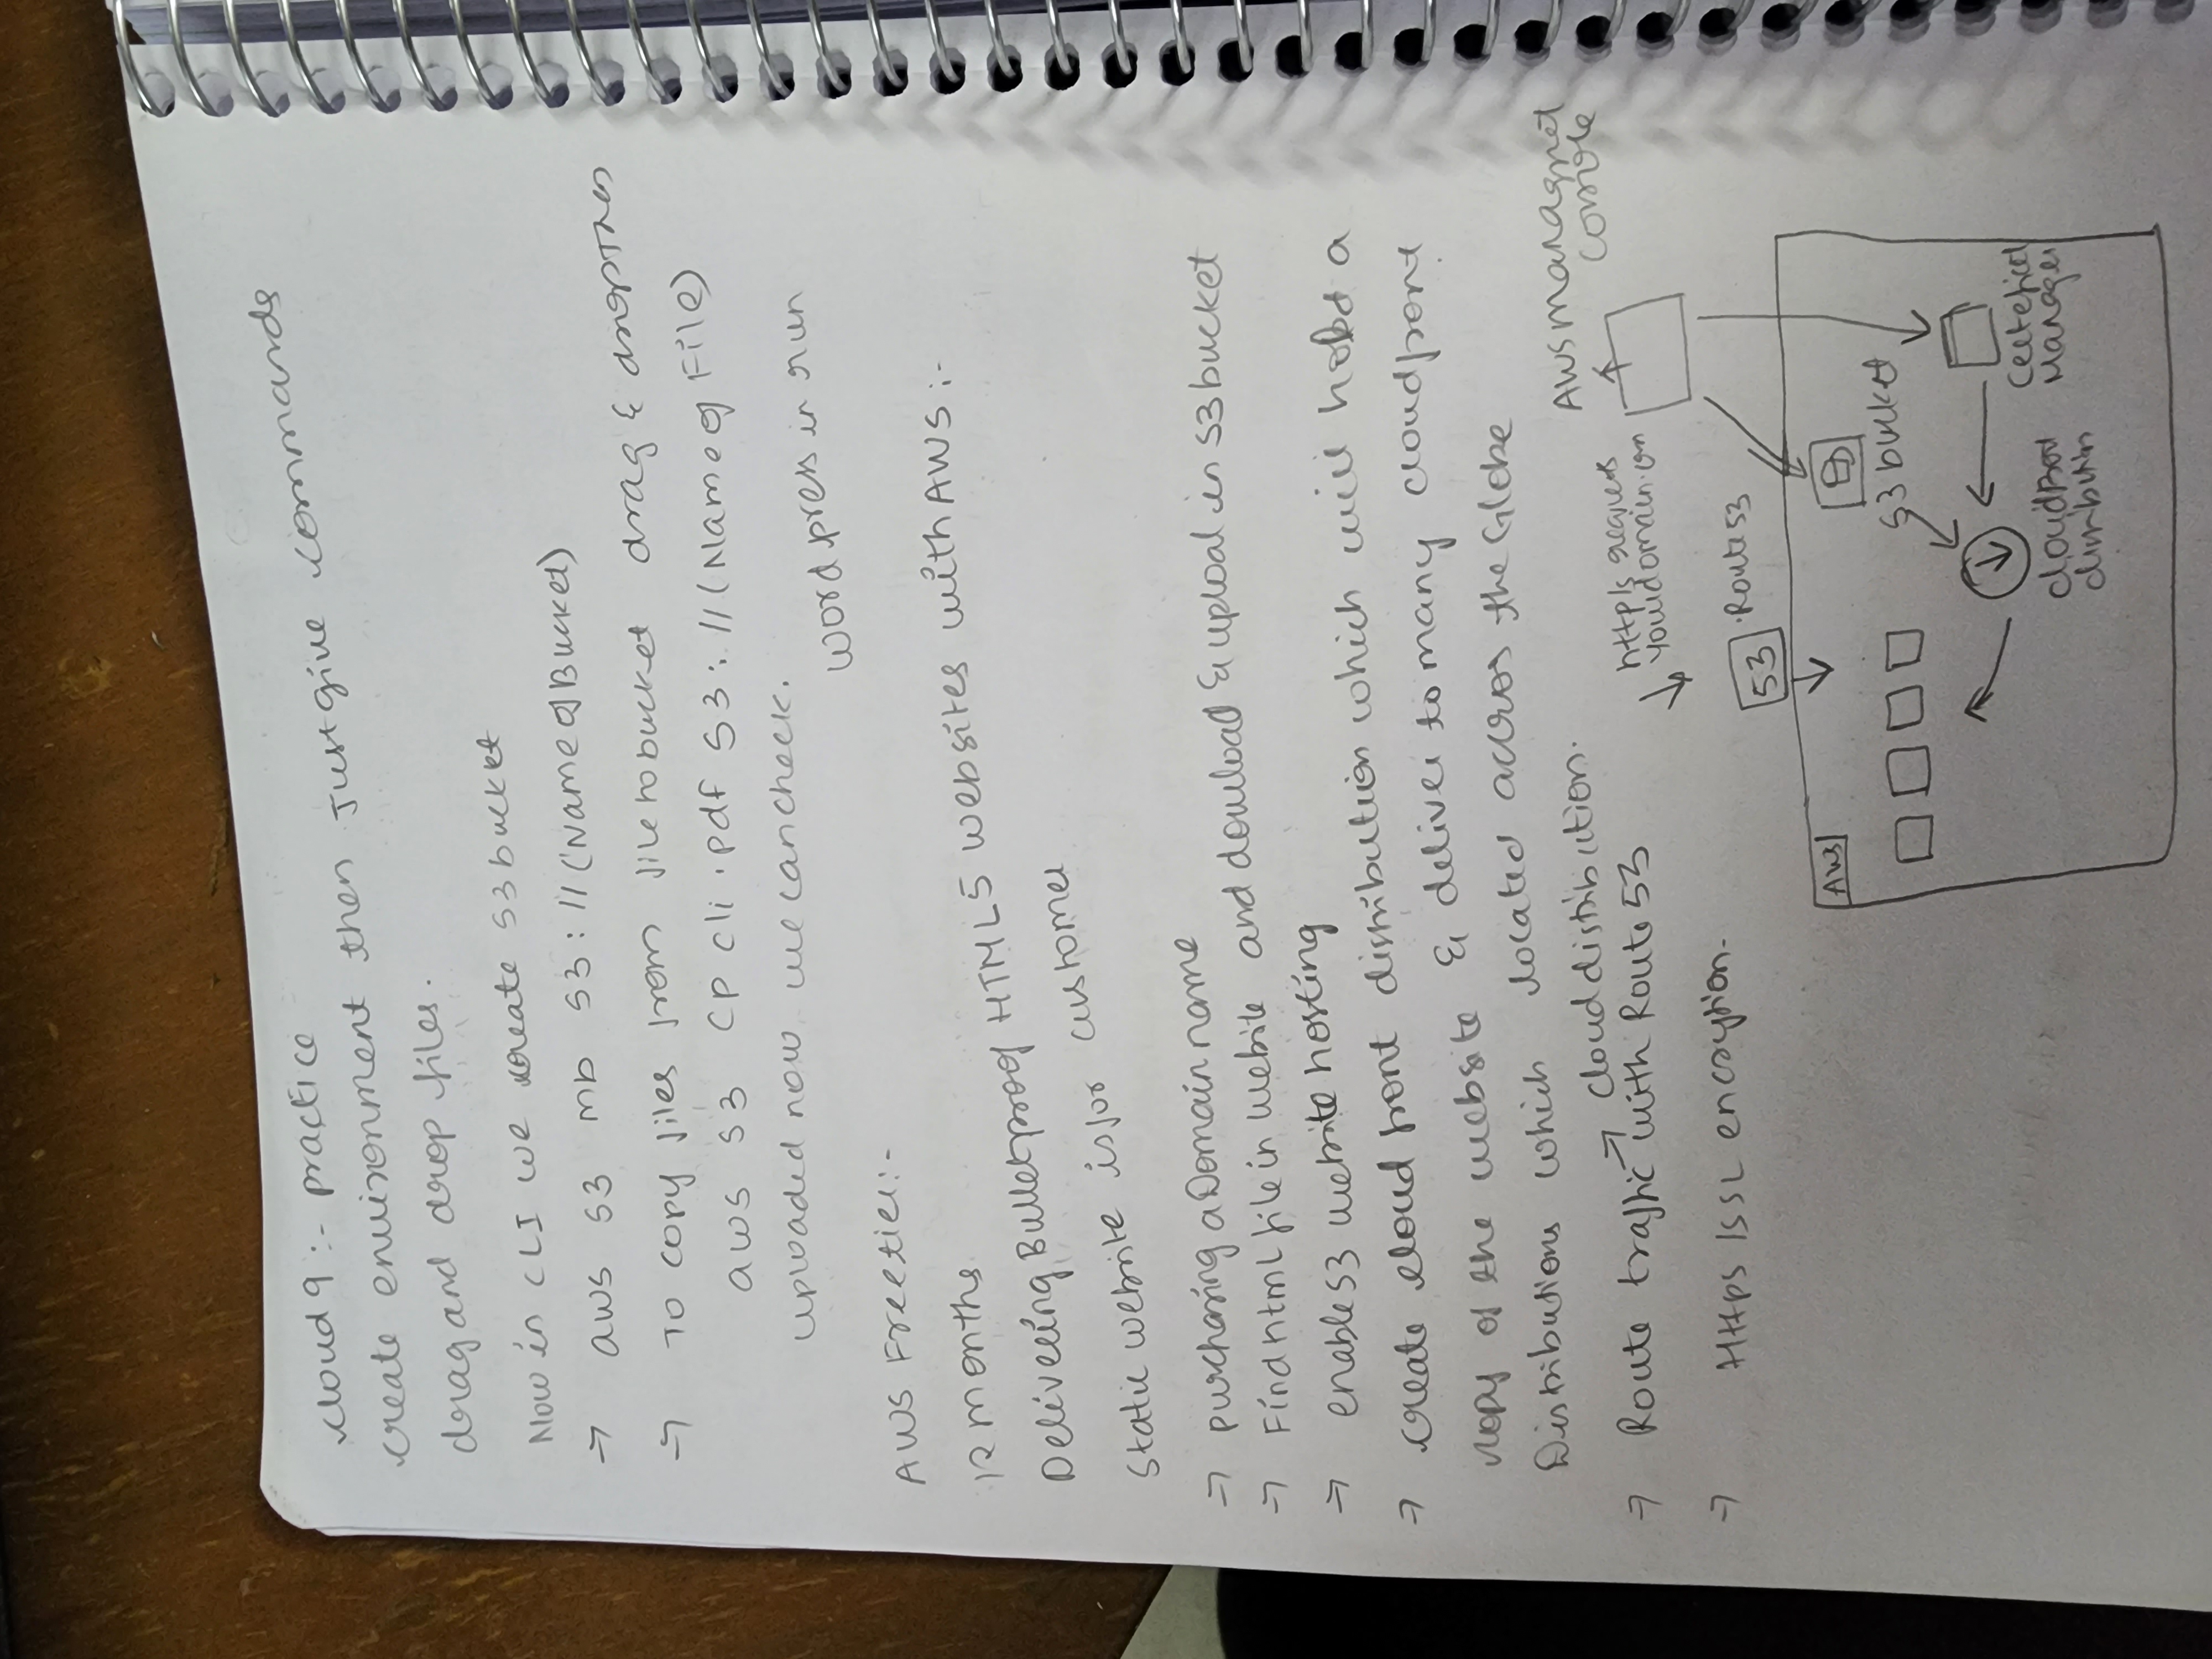 cloud 9 :- practice
create environment then Just give commands
drag and drop files.
Now in CLI we create S3 bucket
→ aws s3 mb s3://(Name of Bucket)
→ To copy files from file to bucket drag & drop then
aws s3 cp cli.pdf s3://(Name of File)
uploaded now we can check.
Word press in run
AWS Freetier:-
12 months
Delivering Bulletproof HTML5 websites with AWS :-
Static website is for customer
→ purchasing a Domain name
→ Find html file in website and download & upload in S3 bucket
→ enable S3 website hosting
→ create cloud front distribution which will hold a
copy of the website & deliver to many cloudfront
Distributions which located accros the Globe
→ cloud distribution.
→ Route traffic with Route 53
→ Https /SSL encryption.
AWS Managmet
console
http/s requests
yourdomain.com
53 Route 53
AWS
S3 bucket
cloudfront
distribution
Manager